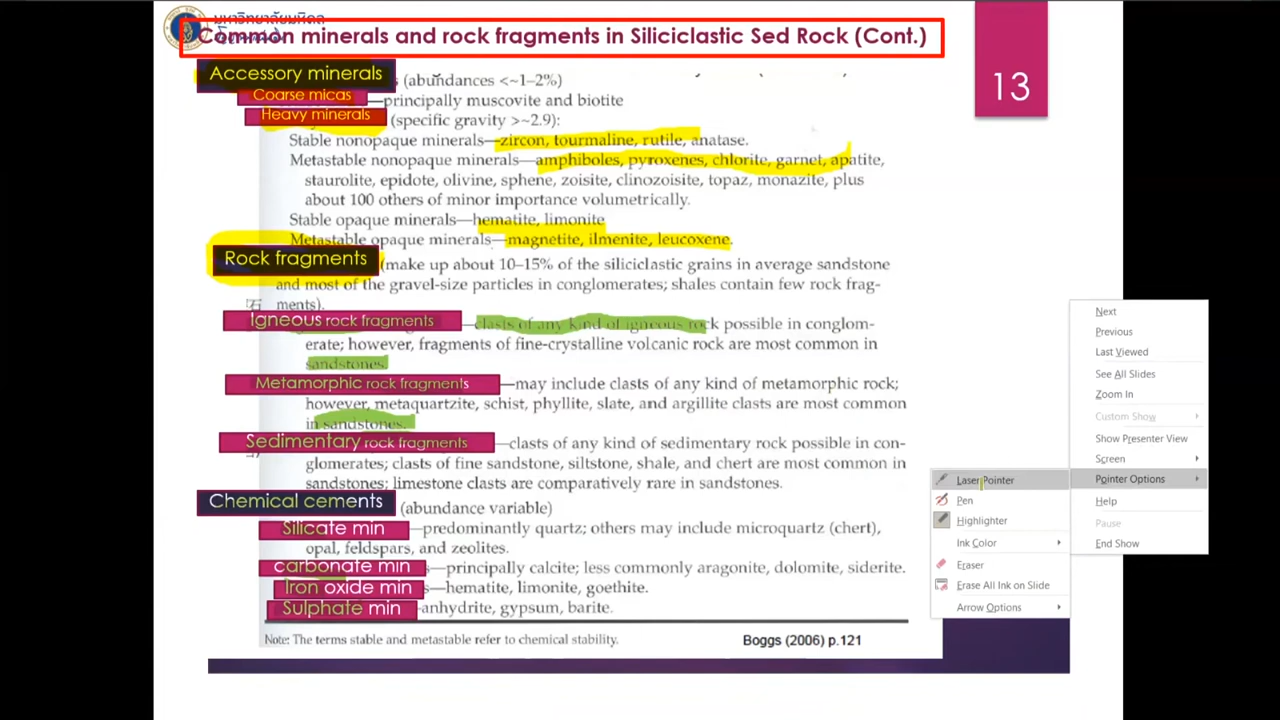 มหาวิทยาลัยมหิดล
Common minerals and rock fragments in Siliciclastic Sed Rock (Cont.)
13
Accessory minerals (abundances <~1–2%)
Coarse micas —principally muscovite and biotite
Heavy minerals (specific gravity >~2.9):
Stable nonopaque minerals—zircon, tourmaline, rutile, anatase.
Metastable nonopaque minerals—amphiboles, pyroxenes, chlorite, garnet, apatite,
staurolite, epidote, olivine, sphene, zoisite, clinozoisite, topaz, monazite, plus
about 100 others of minor importance volumetrically.
Stable opaque minerals—hematite, limonite
Metastable opaque minerals—magnetite, ilmenite, leucoxene.
Rock fragments (make up about 10–15% of the siliciclastic grains in average sandstone
and most of the gravel-size particles in conglomerates; shales contain few rock frag-
ments).
Igneous rock fragments —clasts of any kind of igneous rock possible in conglom-
erate; however, fragments of fine-crystalline volcanic rock are most common in
sandstones.
Metamorphic rock fragments —may include clasts of any kind of metamorphic rock;
however, metaquartzite, schist, phyllite, slate, and argillite clasts are most common
in sandstones.
Sedimentary rock fragments —clasts of any kind of sedimentary rock possible in con-
glomerates; clasts of fine sandstone, siltstone, shale, and chert are most common in
sandstones; limestone clasts are comparatively rare in sandstones.
Chemical cements (abundance variable)
Silicate min —predominantly quartz; others may include microquartz (chert),
opal, feldspars, and zeolites.
carbonate min —principally calcite; less commonly aragonite, dolomite, siderite.
Iron oxide min —hematite, limonite, goethite.
Sulphate min -anhydrite, gypsum, barite.
Note: The terms stable and metastable refer to chemical stability.
Boggs (2006) p.121
Next
Previous
Last Viewed
See All Slides
Zoom In
Custom Show
Show Presenter View
Screen
Pointer Options
Help
Pause
End Show
Laser Pointer
Pen
Highlighter
Ink Color
Eraser
Erase All Ink on Slide
Arrow Options